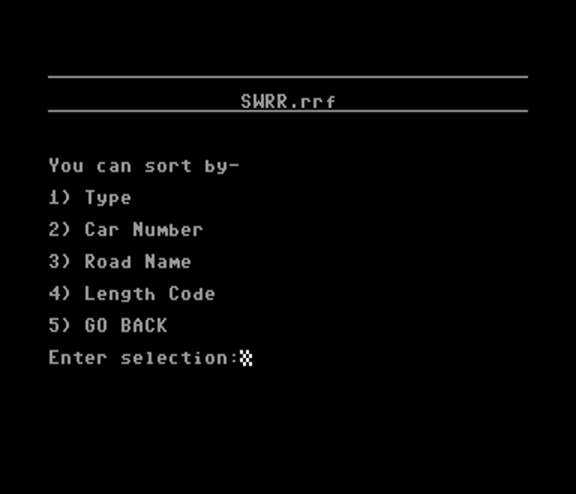 SWRR.rrf
You can sort by-
1) Type
2) Car Number
3) Road Name
4) Length Code
5) GO BACK
Enter selection: